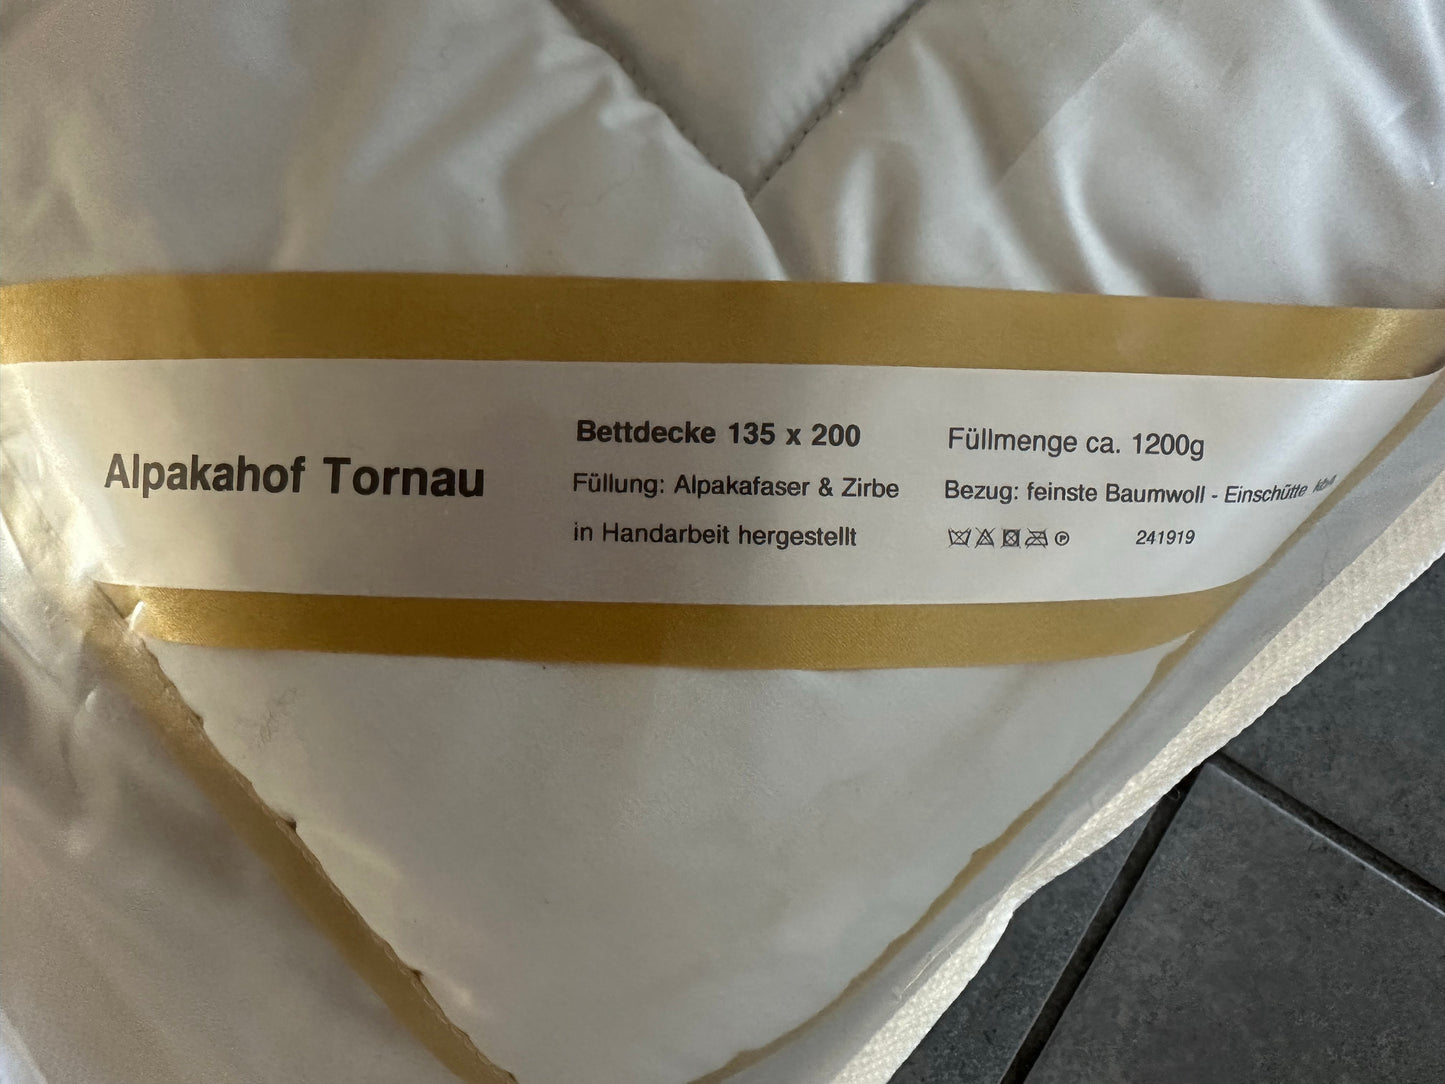 Alpakahof Tornau
Bettdecke 135 x 200
Füllung: Alpakafaser & Zirbe
in Handarbeit hergestellt
Füllmenge ca. 1200g
Bezug: feinste Baumwoll - Einschütte kbA
241919